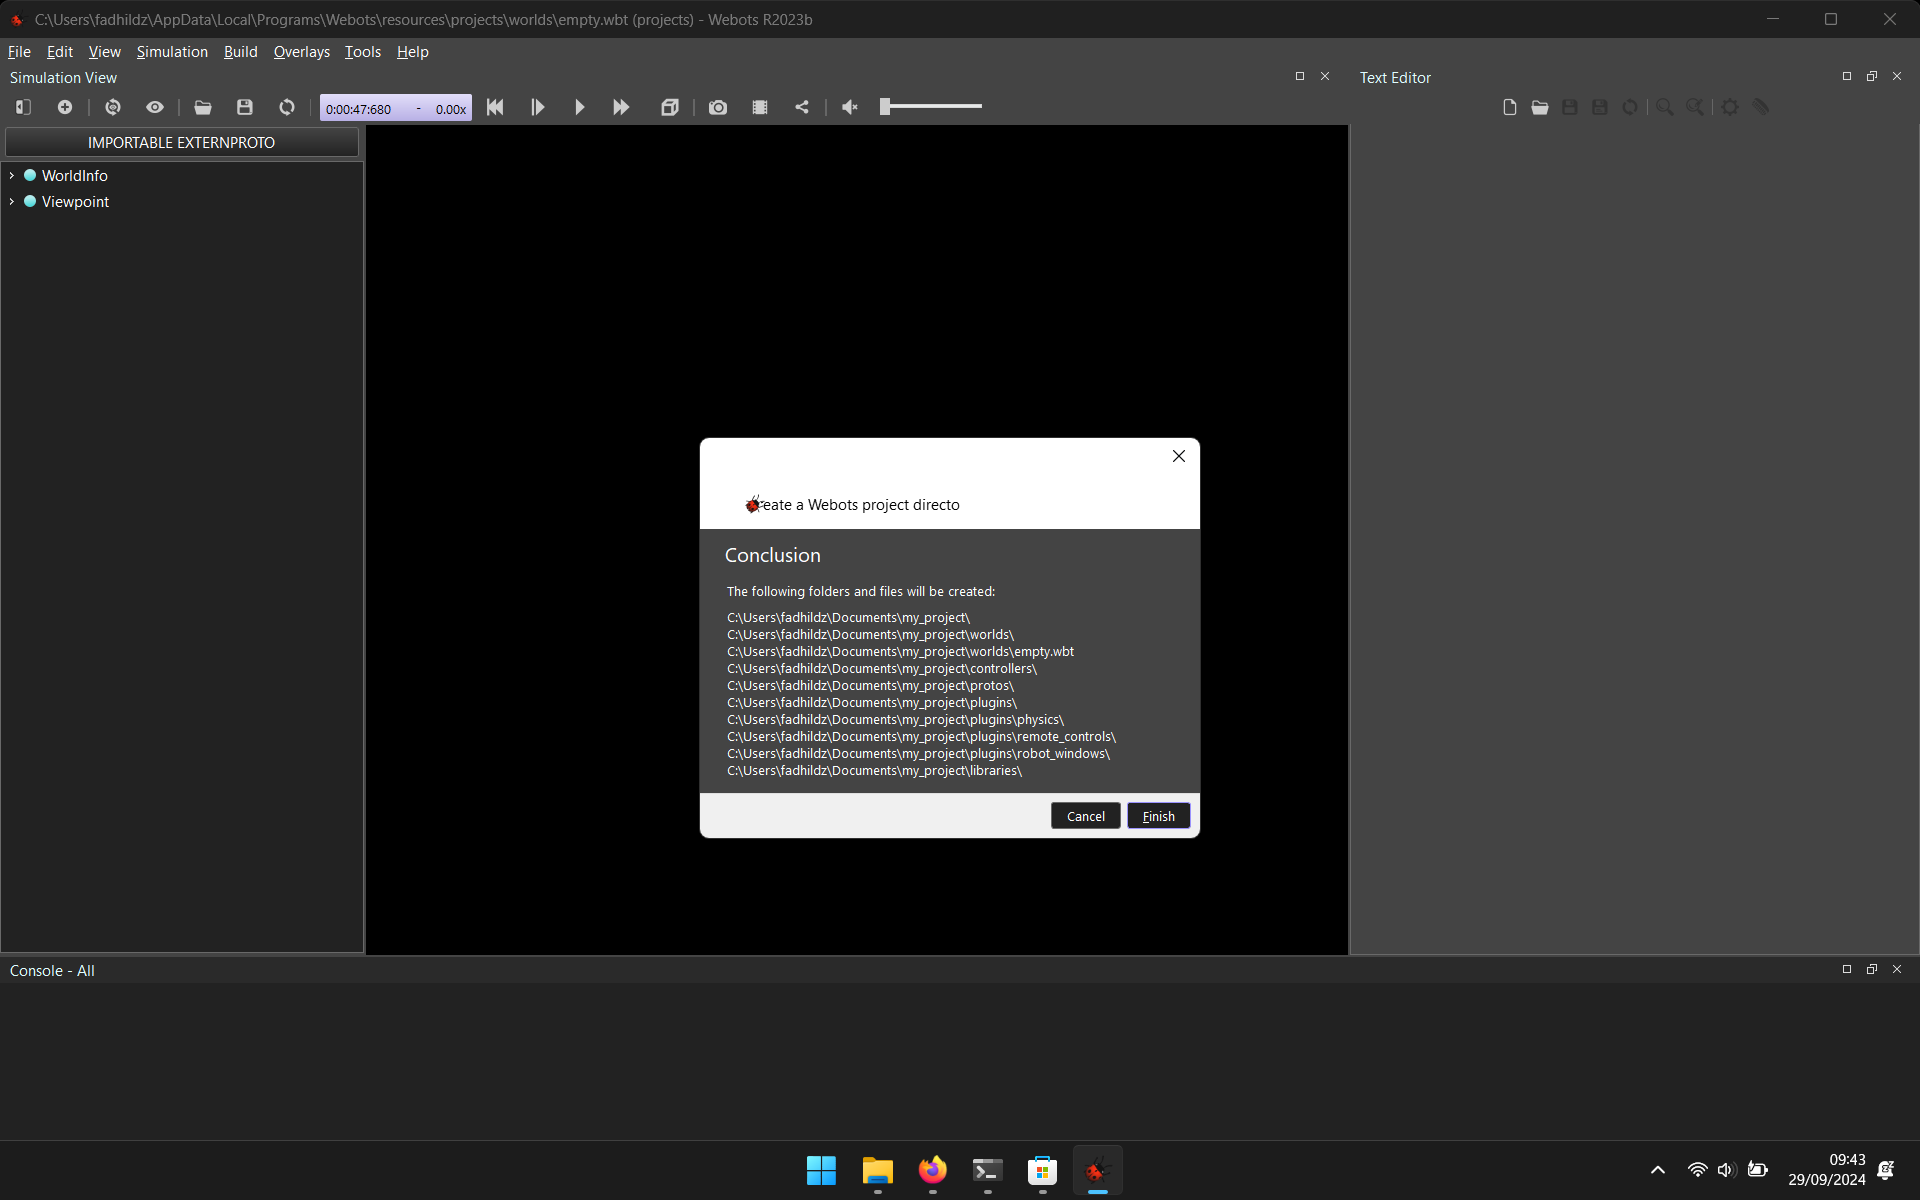 C:\Users\fadhildz\AppData\Local\Programs\Webots\resources\projects\worlds\empty.wbt (projects) - Webots R2023b
File Edit View Simulation Build Overlays Tools Help
Simulation View
Text Editor
0:00:47:680 - 0.00x
IMPORTABLE EXTERNPROTO
WorldInfo
Viewpoint
eate a Webots project directo
Conclusion
The following folders and files will be created:
C:\Users\fadhildz\Documents\my_project\
C:\Users\fadhildz\Documents\my_project\worlds\
C:\Users\fadhildz\Documents\my_project\worlds\empty.wbt
C:\Users\fadhildz\Documents\my_project\controllers\
C:\Users\fadhildz\Documents\my_project\protos\
C:\Users\fadhildz\Documents\my_project\plugins\
C:\Users\fadhildz\Documents\my_project\plugins\physics\
C:\Users\fadhildz\Documents\my_project\plugins\remote_controls\
C:\Users\fadhildz\Documents\my_project\plugins\robot_windows\
C:\Users\fadhildz\Documents\my_project\libraries\
Cancel Finish
Console - All
09:43
29/09/2024